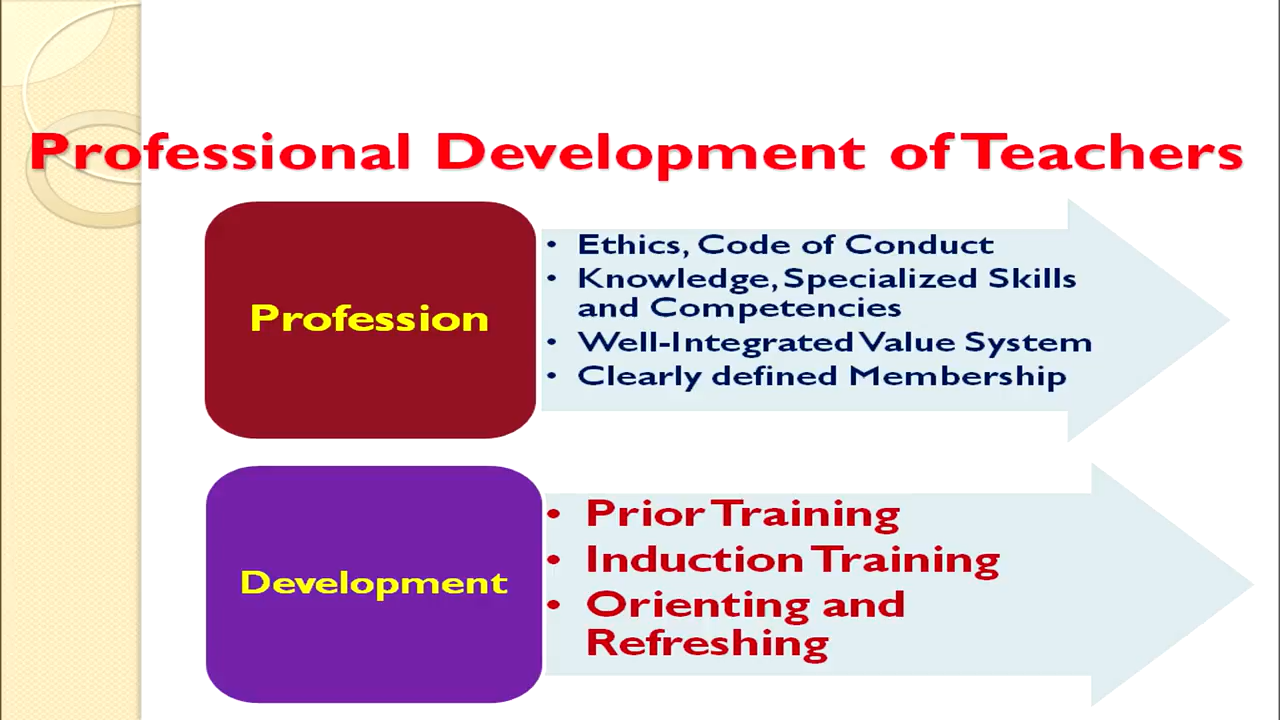 Professional Development of Teachers
Profession
• Ethics, Code of Conduct
• Knowledge, Specialized Skills
and Competencies
• Well-Integrated Value System
• Clearly defined Membership
Development
• Prior Training
• Induction Training
• Orienting and
Refreshing